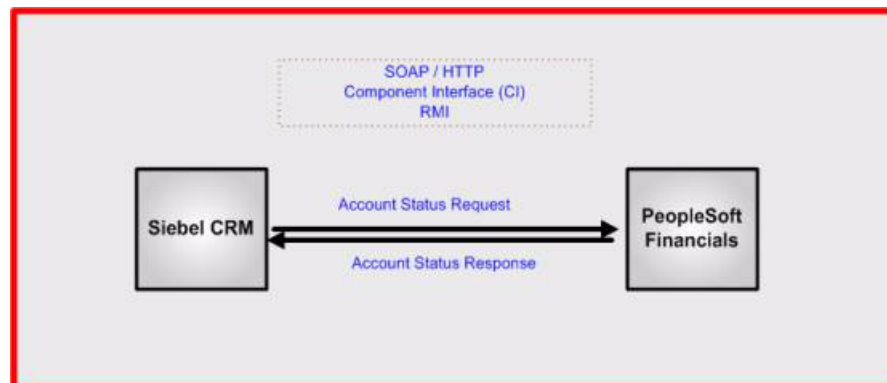 SOAP / HTTP
Component Interface (CI)
RMI
Siebel CRM
Account Status Request
Account Status Response
PeopleSoft
Financials